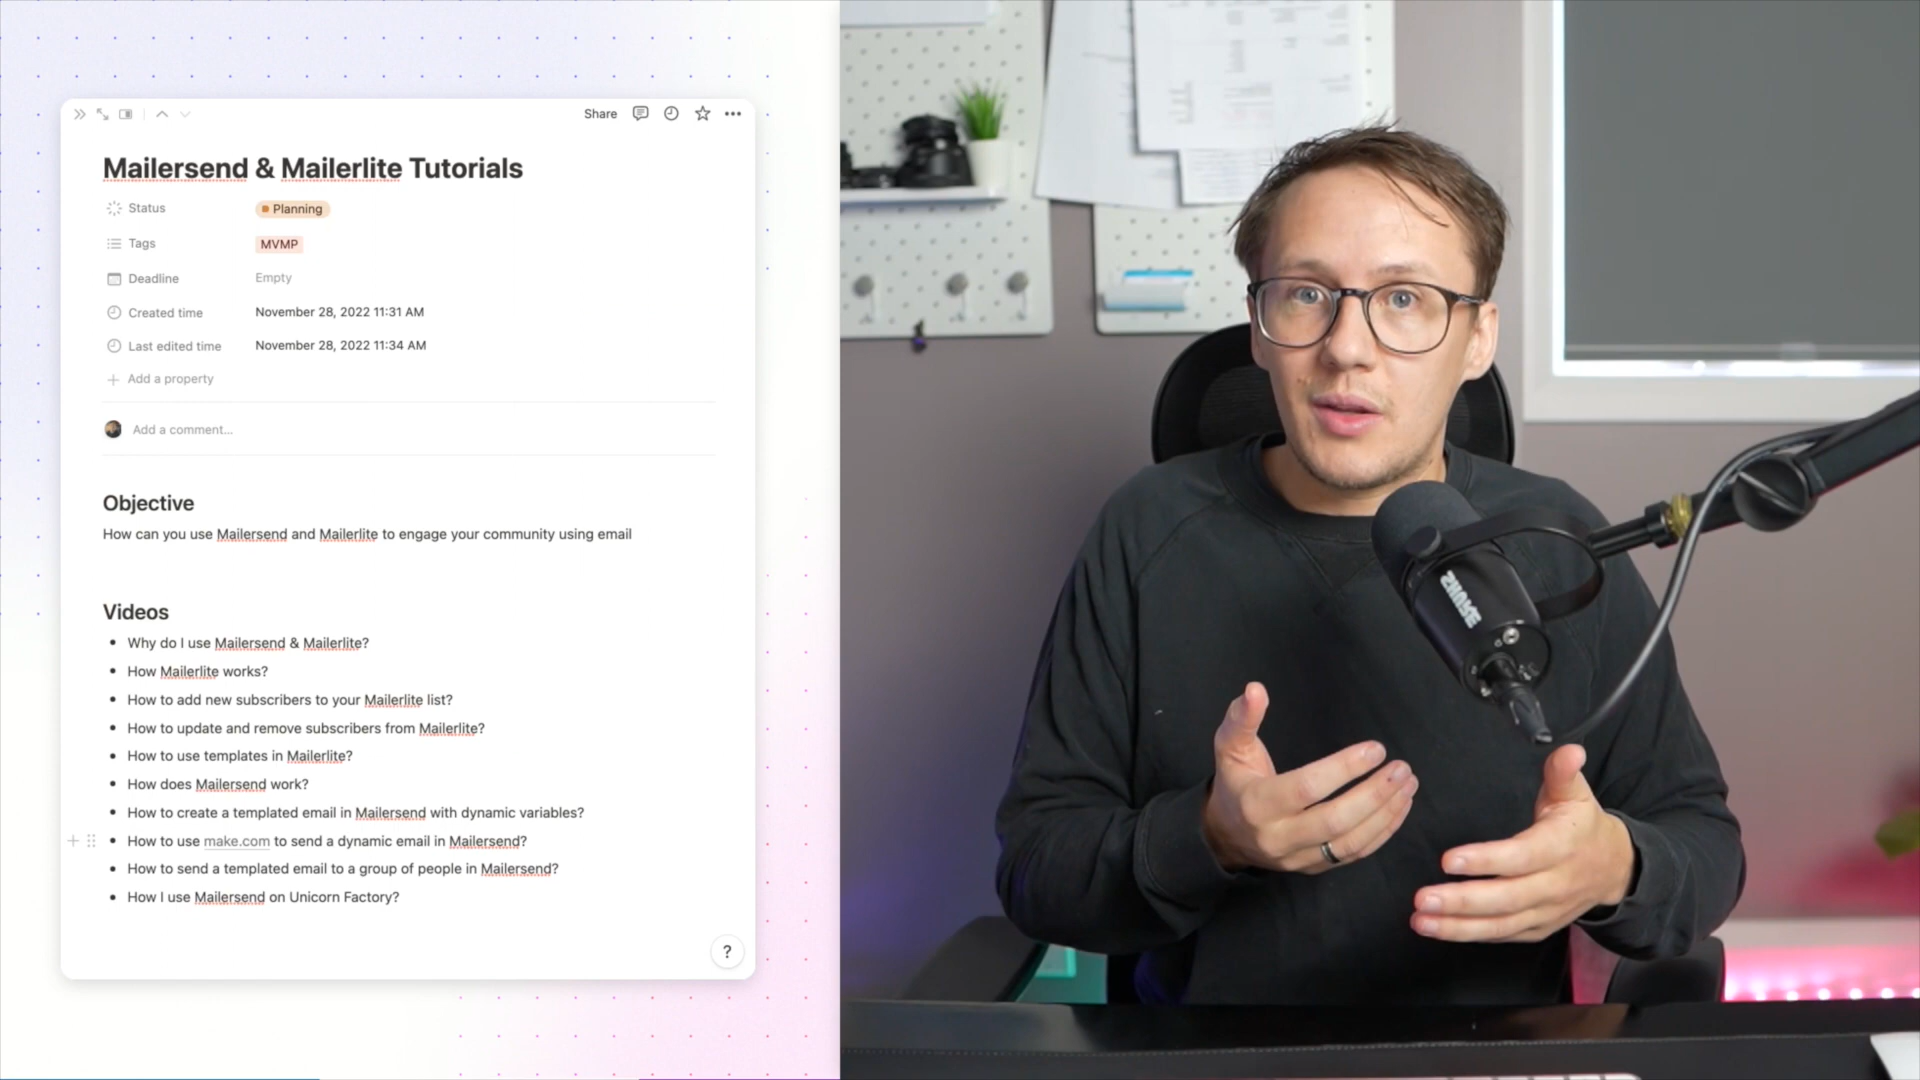 Share
Mailersend & Mailerlite Tutorials
Status Planning
Tags MVMP
Deadline Empty
Created time November 28, 2022 11:31 AM
Last edited time November 28, 2022 11:34 AM
Add a property
Add a comment...
Objective
How can you use Mailersend and Mailerlite to engage your community using email
Videos
• Why do I use Mailersend & Mailerlite?
• How Mailerlite works?
• How to add new subscribers to your Mailerlite list?
• How to update and remove subscribers from Mailerlite?
• How to use templates in Mailerlite?
• How does Mailersend work?
• How to create a templated email in Mailersend with dynamic variables?
• How to use make.com to send a dynamic email in Mailersend?
• How to send a templated email to a group of people in Mailersend?
• How I use Mailersend on Unicorn Factory?
?
SHURE